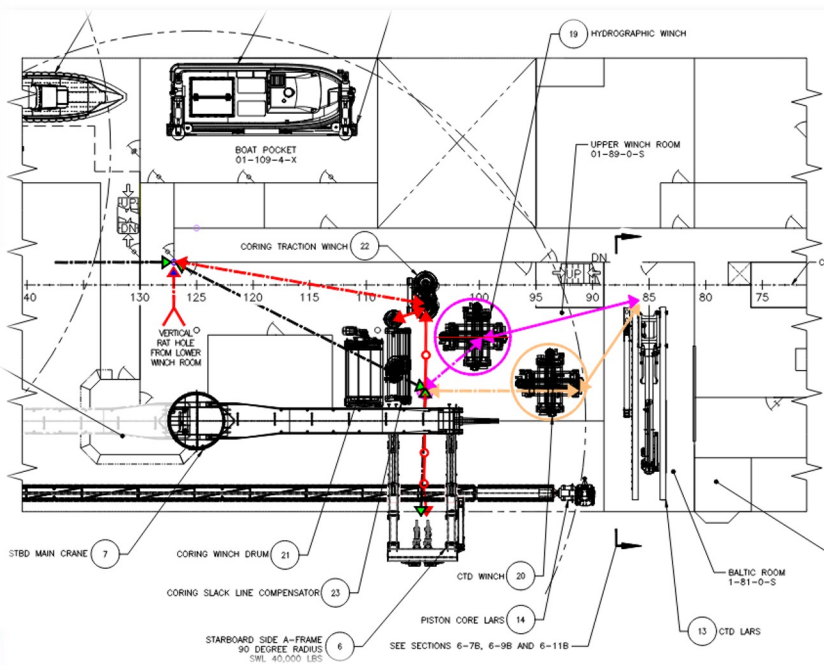 19 HYDROGRAPHIC WINCH
BOAT POCKET
01-109-4-X
UPPER WINCH ROOM
01-89-0-S
UP
DN
CORING TRACTION WINCH 22
DN
UP
40 130 125 120 115 110 105 100 95 90 85 80 75
VERTICAL
RAT HOLE
FROM LOWER
WINCH ROOM
STBD MAIN CRANE 7
CORING WINCH DRUM 21
CORING SLACK LINE COMPENSATOR 23
CTD WINCH 20
BALTIC ROOM
1-81-0-S
PISTON CORE LARS 14
13 CTD LARS
STARBOARD SIDE A-FRAME
90 DEGREE RADIUS
SWL 40,000 LBS
6
SEE SECTIONS 6-7B, 6-9B AND 6-11B